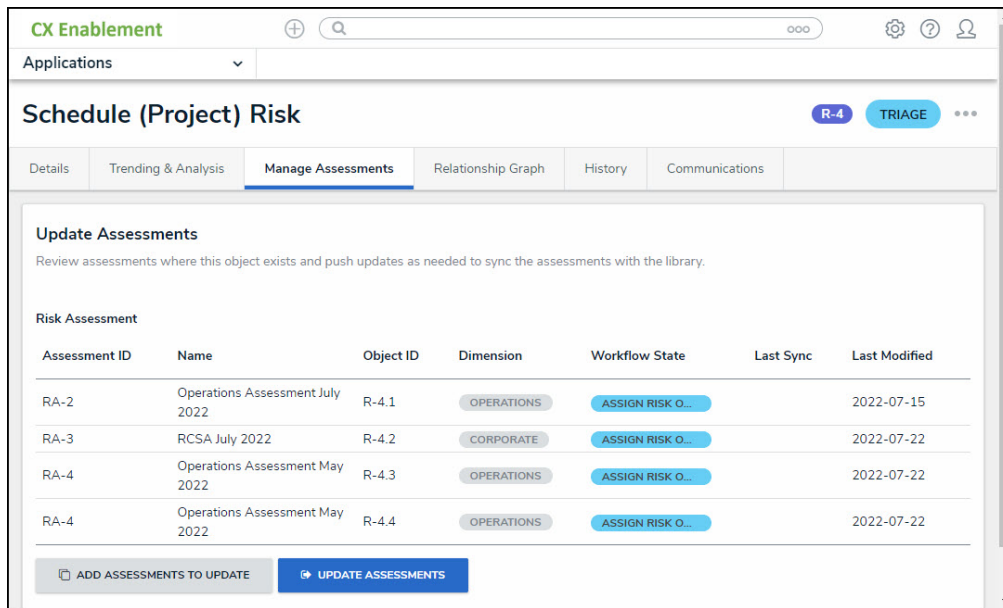 CX Enablement
Applications
Schedule (Project) Risk
R-4
TRIAGE
Details Trending & Analysis Manage Assessments Relationship Graph History Communications
Update Assessments
Review assessments where this object exists and push updates as needed to sync the assessments with the library.
Risk Assessment
Assessment ID Name Object ID Dimension Workflow State Last Sync Last Modified
RA-2 Operations Assessment July 2022 R-4.1 OPERATIONS ASSIGN RISK O... 2022-07-15
RA-3 RCSA July 2022 R-4.2 CORPORATE ASSIGN RISK O... 2022-07-22
RA-4 Operations Assessment May 2022 R-4.3 OPERATIONS ASSIGN RISK O... 2022-07-22
RA-4 Operations Assessment May 2022 R-4.4 OPERATIONS ASSIGN RISK O... 2022-07-22
ADD ASSESSMENTS TO UPDATE UPDATE ASSESSMENTS